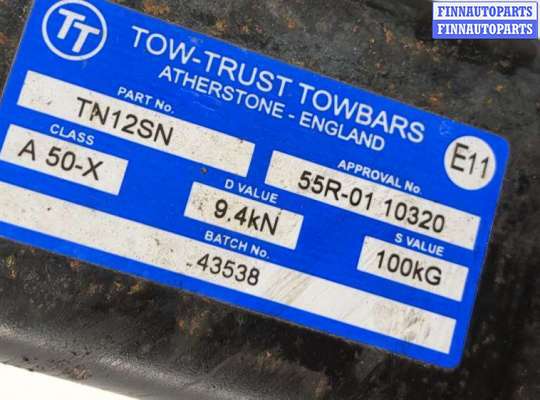 FINNAUTOPARTS
FINNAUTOPARTS
TT
TOW-TRUST TOWBARS
ATHERSTONE - ENGLAND
PART No.
TN12SN
APPROVAL No.
55R-01 10320
E11
CLASS
A 50-X
D VALUE
9.4kN
S VALUE
100kG
BATCH No.
43538